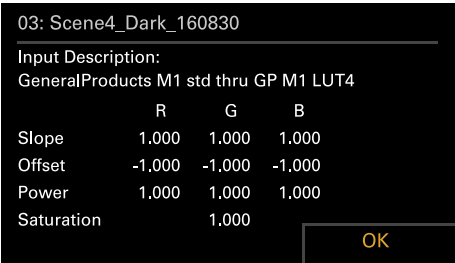 03: Scene4_Dark_160830
Input Description:
GeneralProducts M1 std thru GP M1 LUT4
R G B
Slope 1.000 1.000 1.000
Offset -1.000 -1.000 -1.000
Power 1.000 1.000 1.000
Saturation 1.000
OK